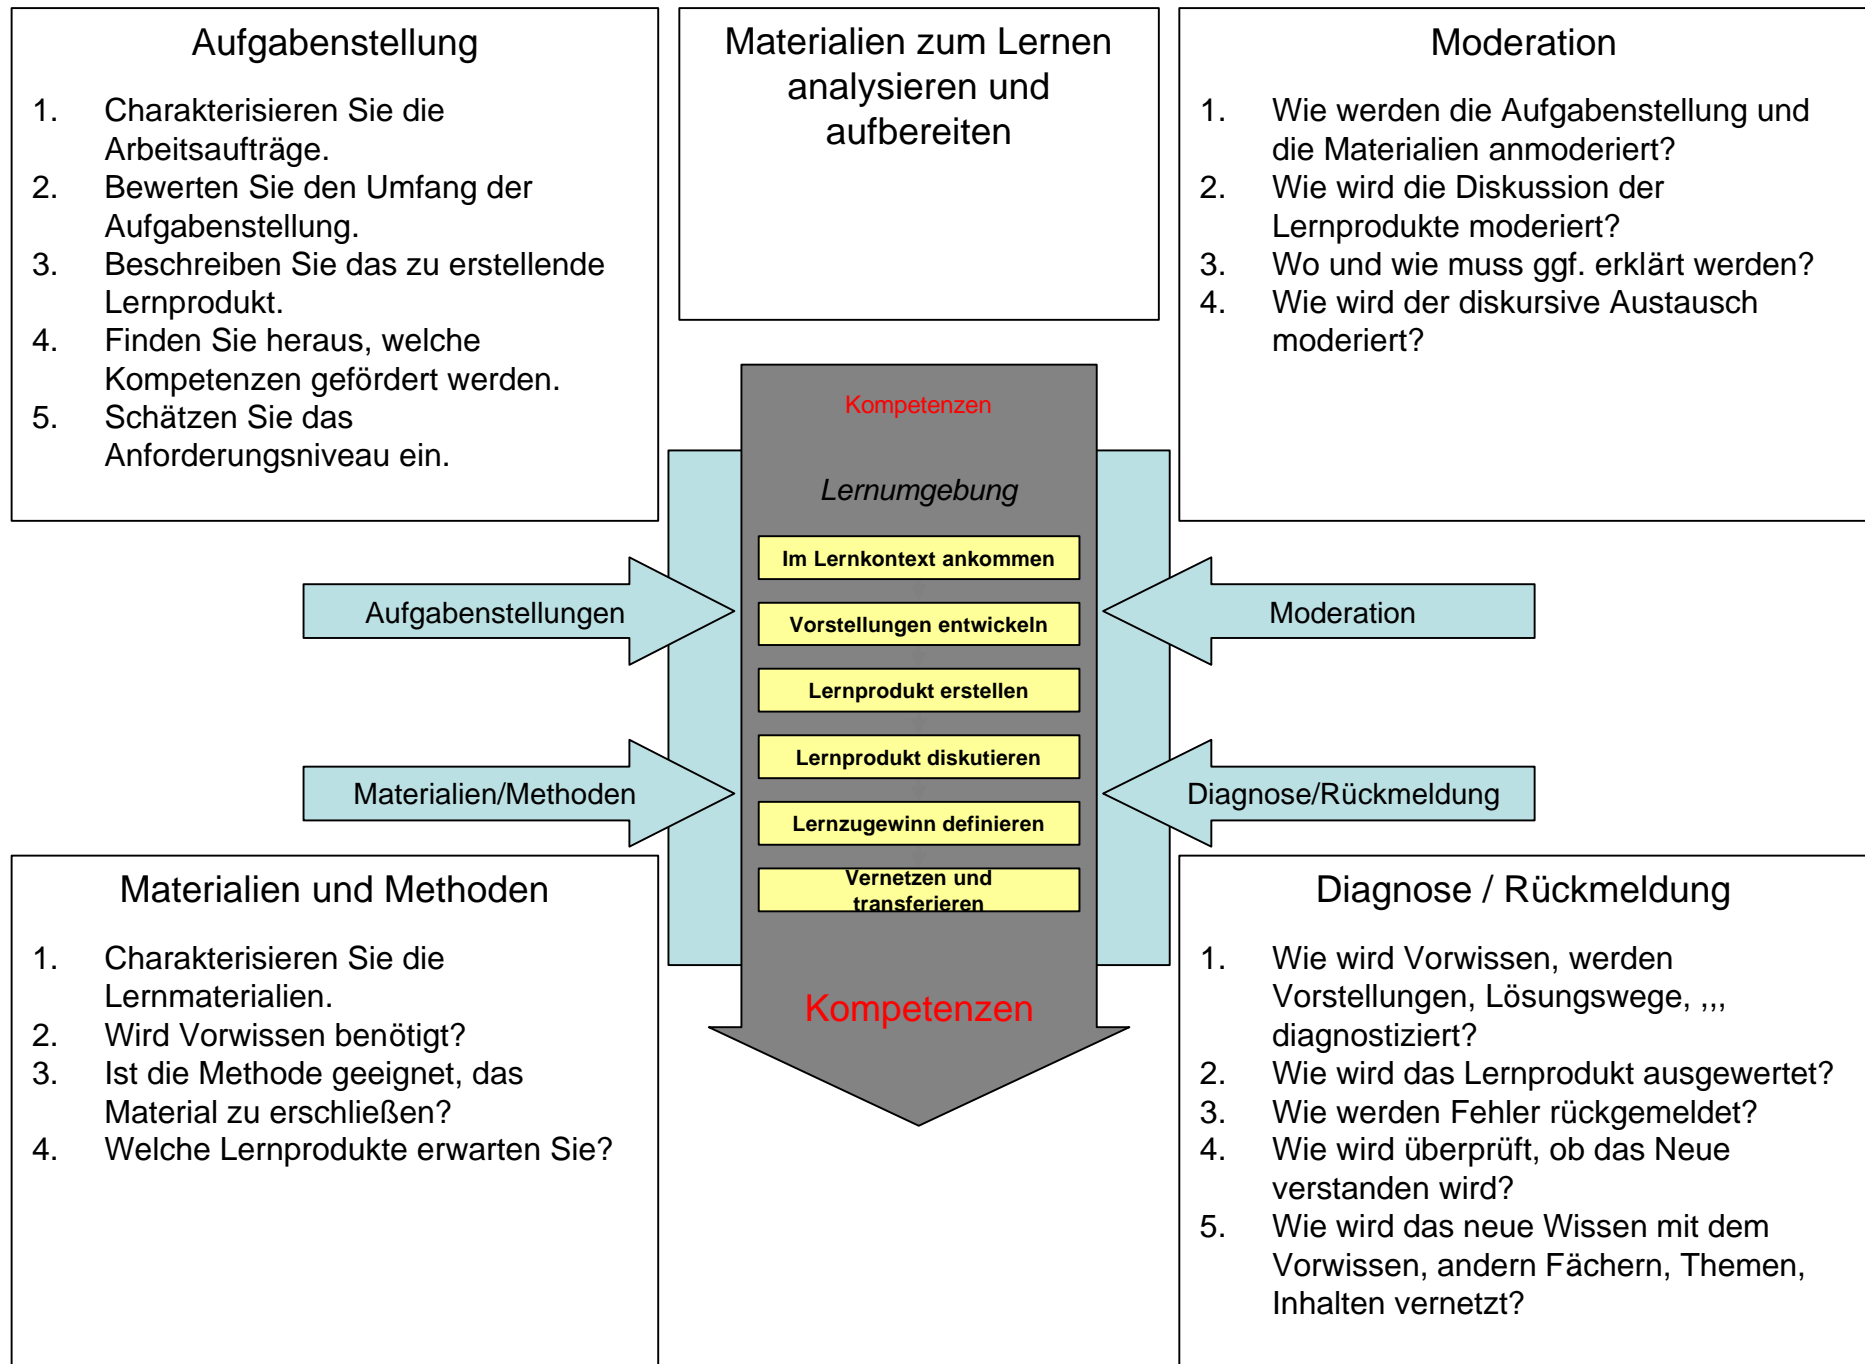 Aufgabenstellung
1. Charakterisieren Sie die
Arbeitsaufträge.
2. Bewerten Sie den Umfang der
Aufgabenstellung.
3. Beschreiben Sie das zu erstellende
Lernprodukt.
4. Finden Sie heraus, welche
Kompetenzen gefördert werden.
5. Schätzen Sie das
Anforderungsniveau ein.
Materialien zum Lernen
analysieren und
aufbereiten
Moderation
1. Wie werden die Aufgabenstellung und
die Materialien anmoderiert?
2. Wie wird die Diskussion der
Lernprodukte moderiert?
3. Wo und wie muss ggf. erklärt werden?
4. Wie wird der diskursive Austausch
moderiert?
Kompetenzen
Lernumgebung
Im Lernkontext ankommen
Vorstellungen entwickeln
Lernprodukt erstellen
Lernprodukt diskutieren
Lernzugewinn definieren
Vernetzen und
transferieren
Kompetenzen
Aufgabenstellungen
Materialien/Methoden
Moderation
Diagnose/Rückmeldung
Materialien und Methoden
1. Charakterisieren Sie die
Lernmaterialien.
2. Wird Vorwissen benötigt?
3. Ist die Methode geeignet, das
Material zu erschließen?
4. Welche Lernprodukte erwarten Sie?
Diagnose / Rückmeldung
1. Wie wird Vorwissen, werden
Vorstellungen, Lösungswege, ,,,
diagnostiziert?
2. Wie wird das Lernprodukt ausgewertet?
3. Wie werden Fehler rückgemeldet?
4. Wie wird überprüft, ob das Neue
verstanden wird?
5. Wie wird das neue Wissen mit dem
Vorwissen, andern Fächern, Themen,
Inhalten vernetzt?